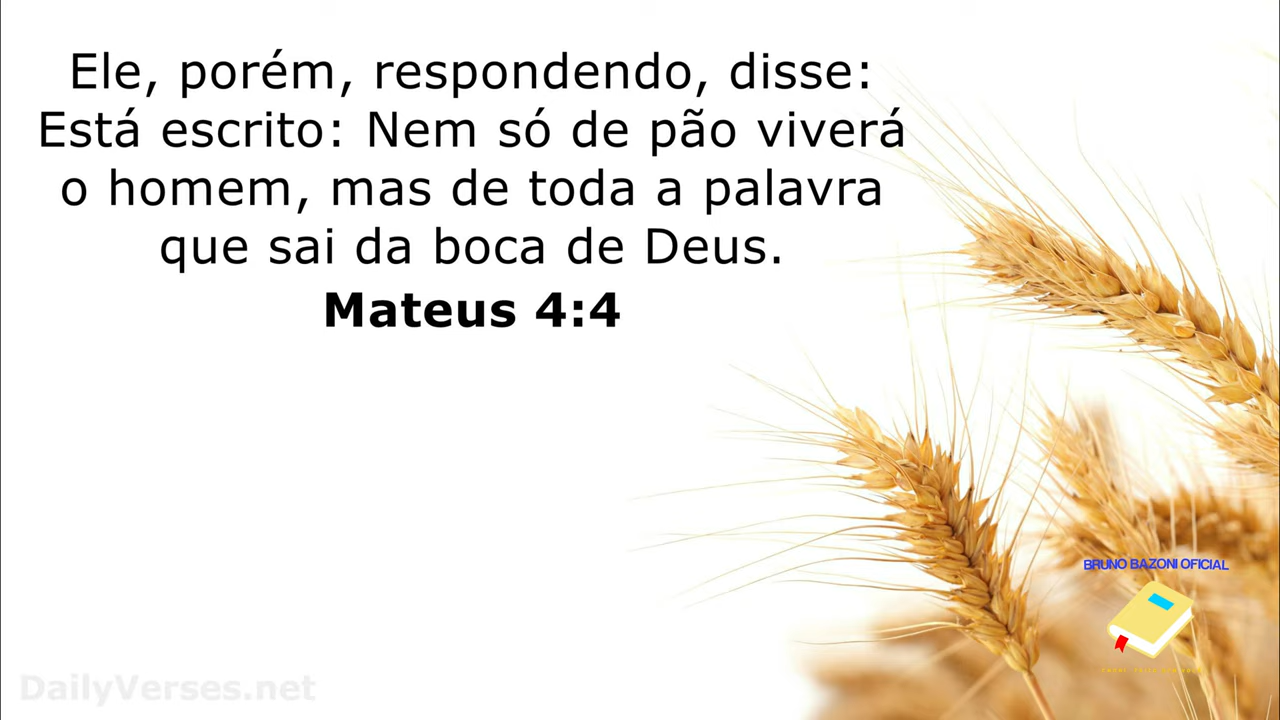 Ele, porém, respondendo, disse:
Está escrito: Nem só de pão viverá
o homem, mas de toda a palavra
que sai da boca de Deus.
Mateus 4:4
BRUNO BAZONI OFICIAL
DailyVerses.net